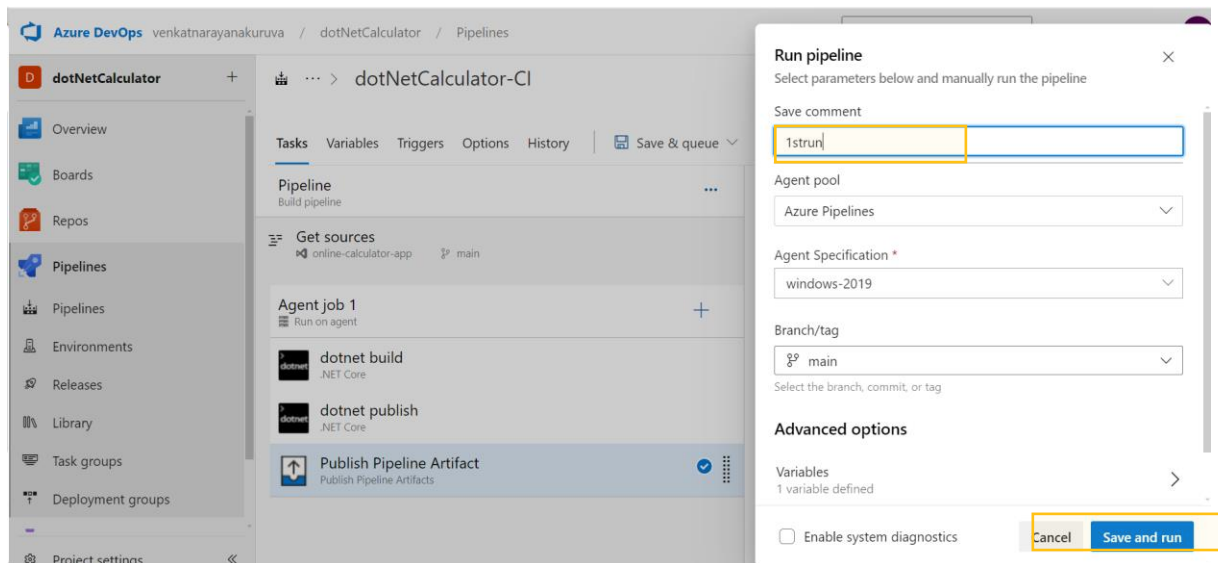 Azure DevOps venkatnarayanakuruva / dotNetCalculator / Pipelines
D dotNetCalculator +
Overview
Boards
Repos
Pipelines
Pipelines
Environments
Releases
Library
Task groups
Deployment groups
Project settings
... > dotNetCalculator-CI
Tasks Variables Triggers Options History Save & queue
Pipeline
Build pipeline
Get sources
online-calculator-app main
Agent job 1
Run on agent
dotnet dotnet build
.NET Core
dotnet dotnet publish
.NET Core
Publish Pipeline Artifact
Publish Pipeline Artifacts
Run pipeline
Select parameters below and manually run the pipeline
Save comment
1strun
Agent pool
Azure Pipelines
Agent Specification *
windows-2019
Branch/tag
main
Select the branch, commit, or tag
Advanced options
Variables
1 variable defined
Enable system diagnostics
Cancel Save and run